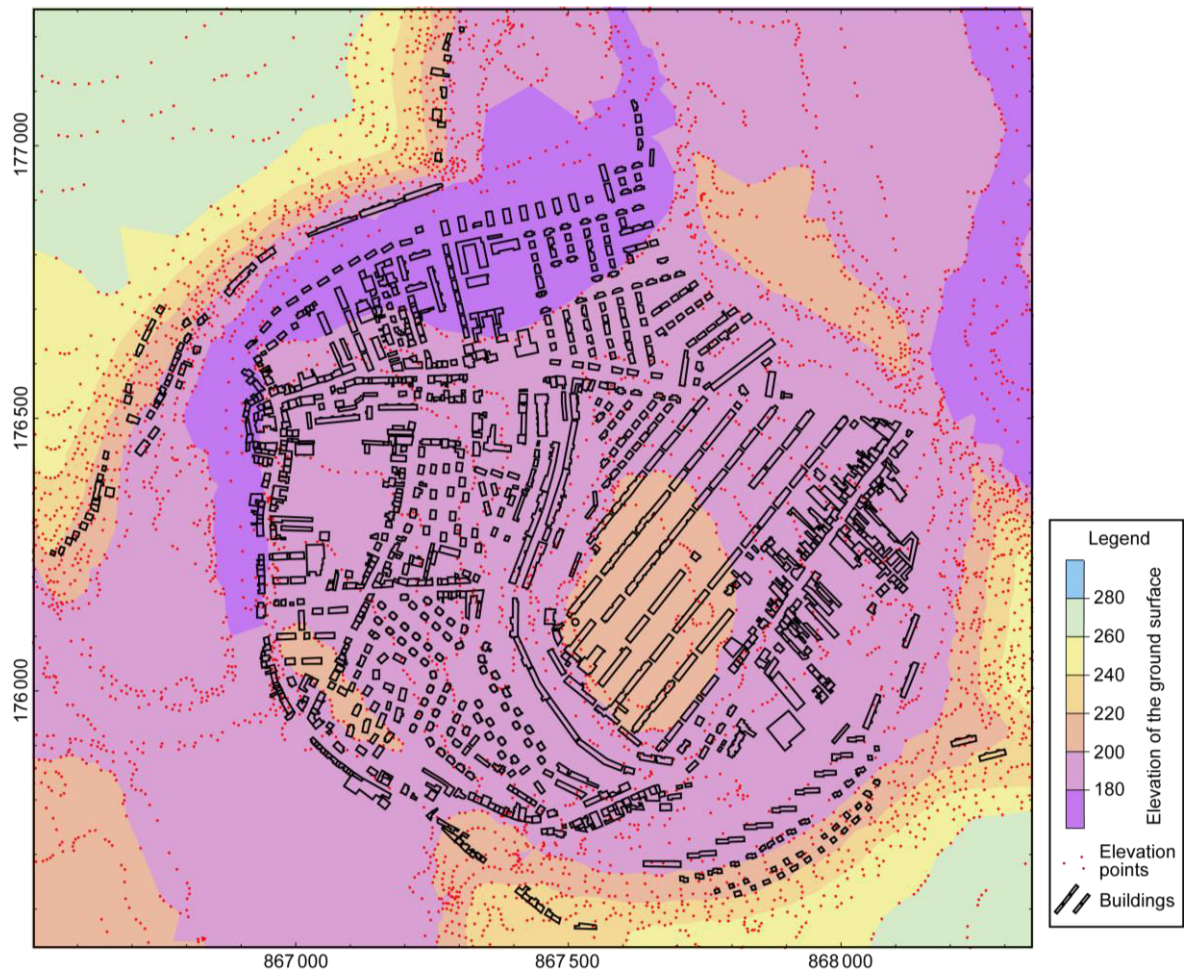 177 000
176 500
176 000
867 000
867 500
868 000
Legend
280
260
240
220
200
180
Elevation of the ground surface
Elevation
points
Buildings